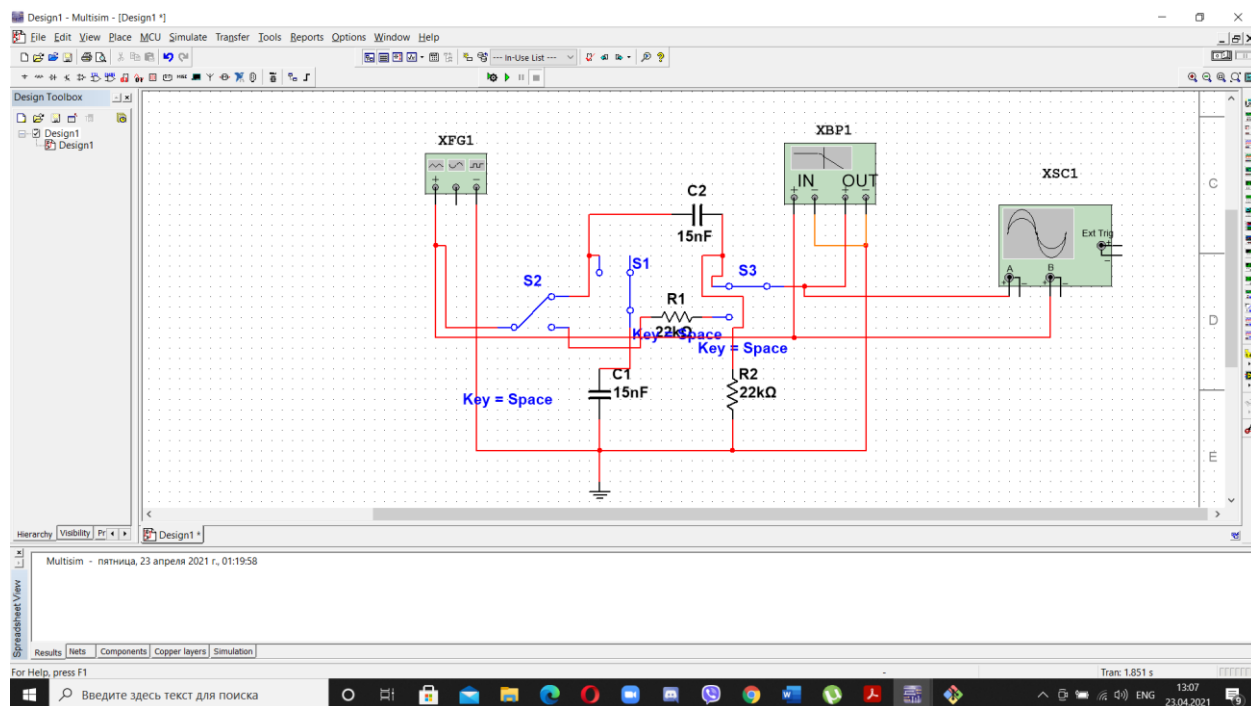 Design1 - Multisim - [Design1 *]
File Edit View Place MCU Simulate Transfer Tools Reports Options Window Help
--- In-Use List ---
Design Toolbox
Design1
Design1
XFG1
XBP1
XSC1
IN OUT
Ext Trig
A B
C2
15nF
S1
S2
S3
R1
22kΩ
Key = Space
Key = Space
Key = Space
C1
15nF
R2
22kΩ
C
D
E
Hierarchy Visibility Pr
Design1 *
Multisim - пятница, 23 апреля 2021 г., 01:19:58
Spreadsheet View
Results Nets Components Copper layers Simulation
For Help, press F1
-
Tran: 1.851 s
Введите здесь текст для поиска
ENG
13:07
23.04.2021
9